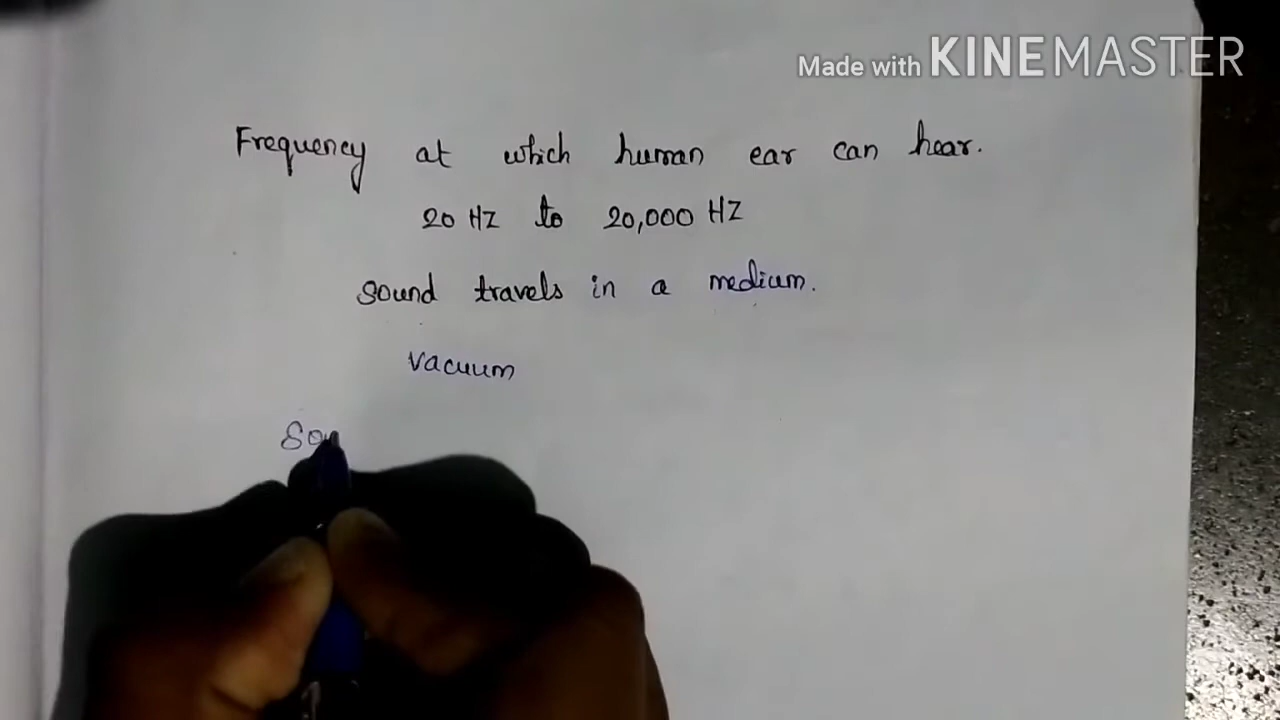 Made with KINEMASTER
Frequency at which human ear can hear.
20 HZ to 20,000 HZ
sound travels in a medium.
vacuum